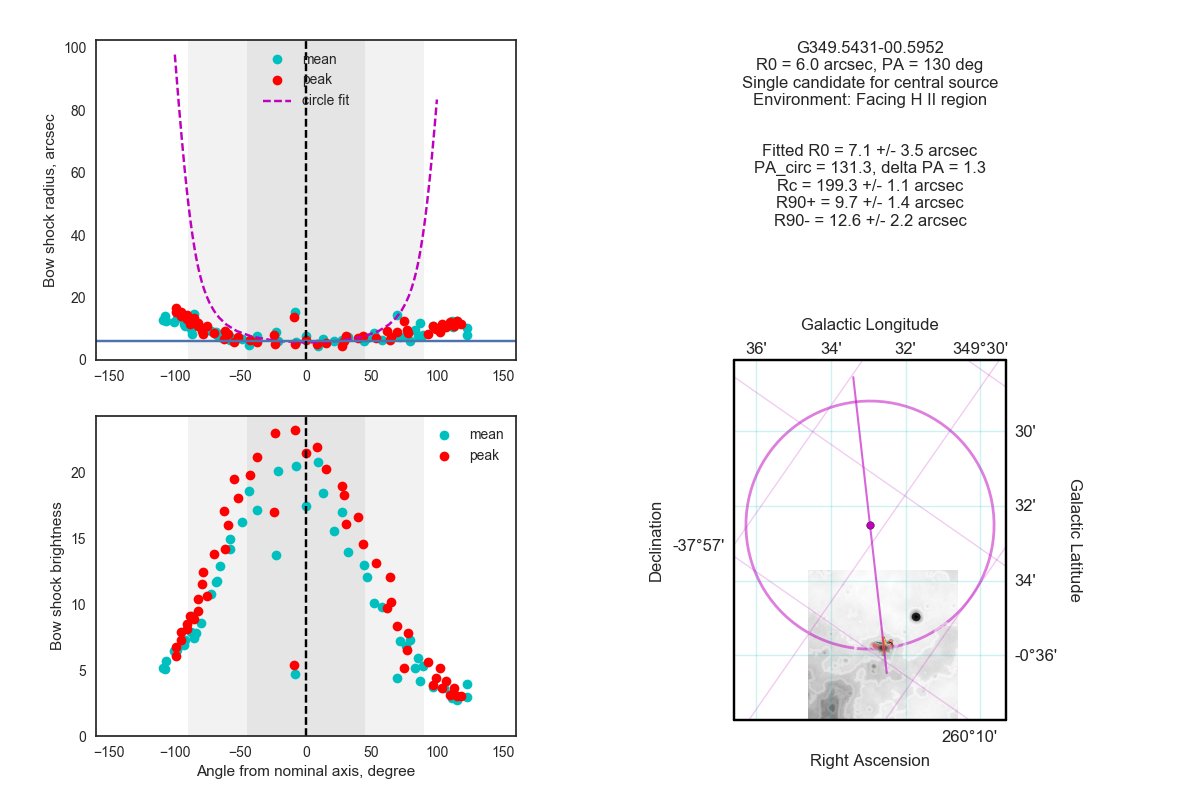 100
80
60
40
20
0
Bow shock radius, arcsec
mean
peak
circle fit
−150
−100
−50
0
50
100
150
20
15
10
5
0
Bow shock brightness
mean
peak
−150
−100
−50
0
50
100
150
Angle from nominal axis, degree
G349.5431-00.5952
R0 = 6.0 arcsec, PA = 130 deg
Single candidate for central source
Environment: Facing H II region
Fitted R0 = 7.1 +/- 3.5 arcsec
PA_circ = 131.3, delta PA = 1.3
Rc = 199.3 +/- 1.1 arcsec
R90+ = 9.7 +/- 1.4 arcsec
R90- = 12.6 +/- 2.2 arcsec
Galactic Longitude
36'
34'
32'
349°30'
30'
32'
34'
-0°36'
Galactic Latitude
Declination
-37°57'
260°10'
Right Ascension